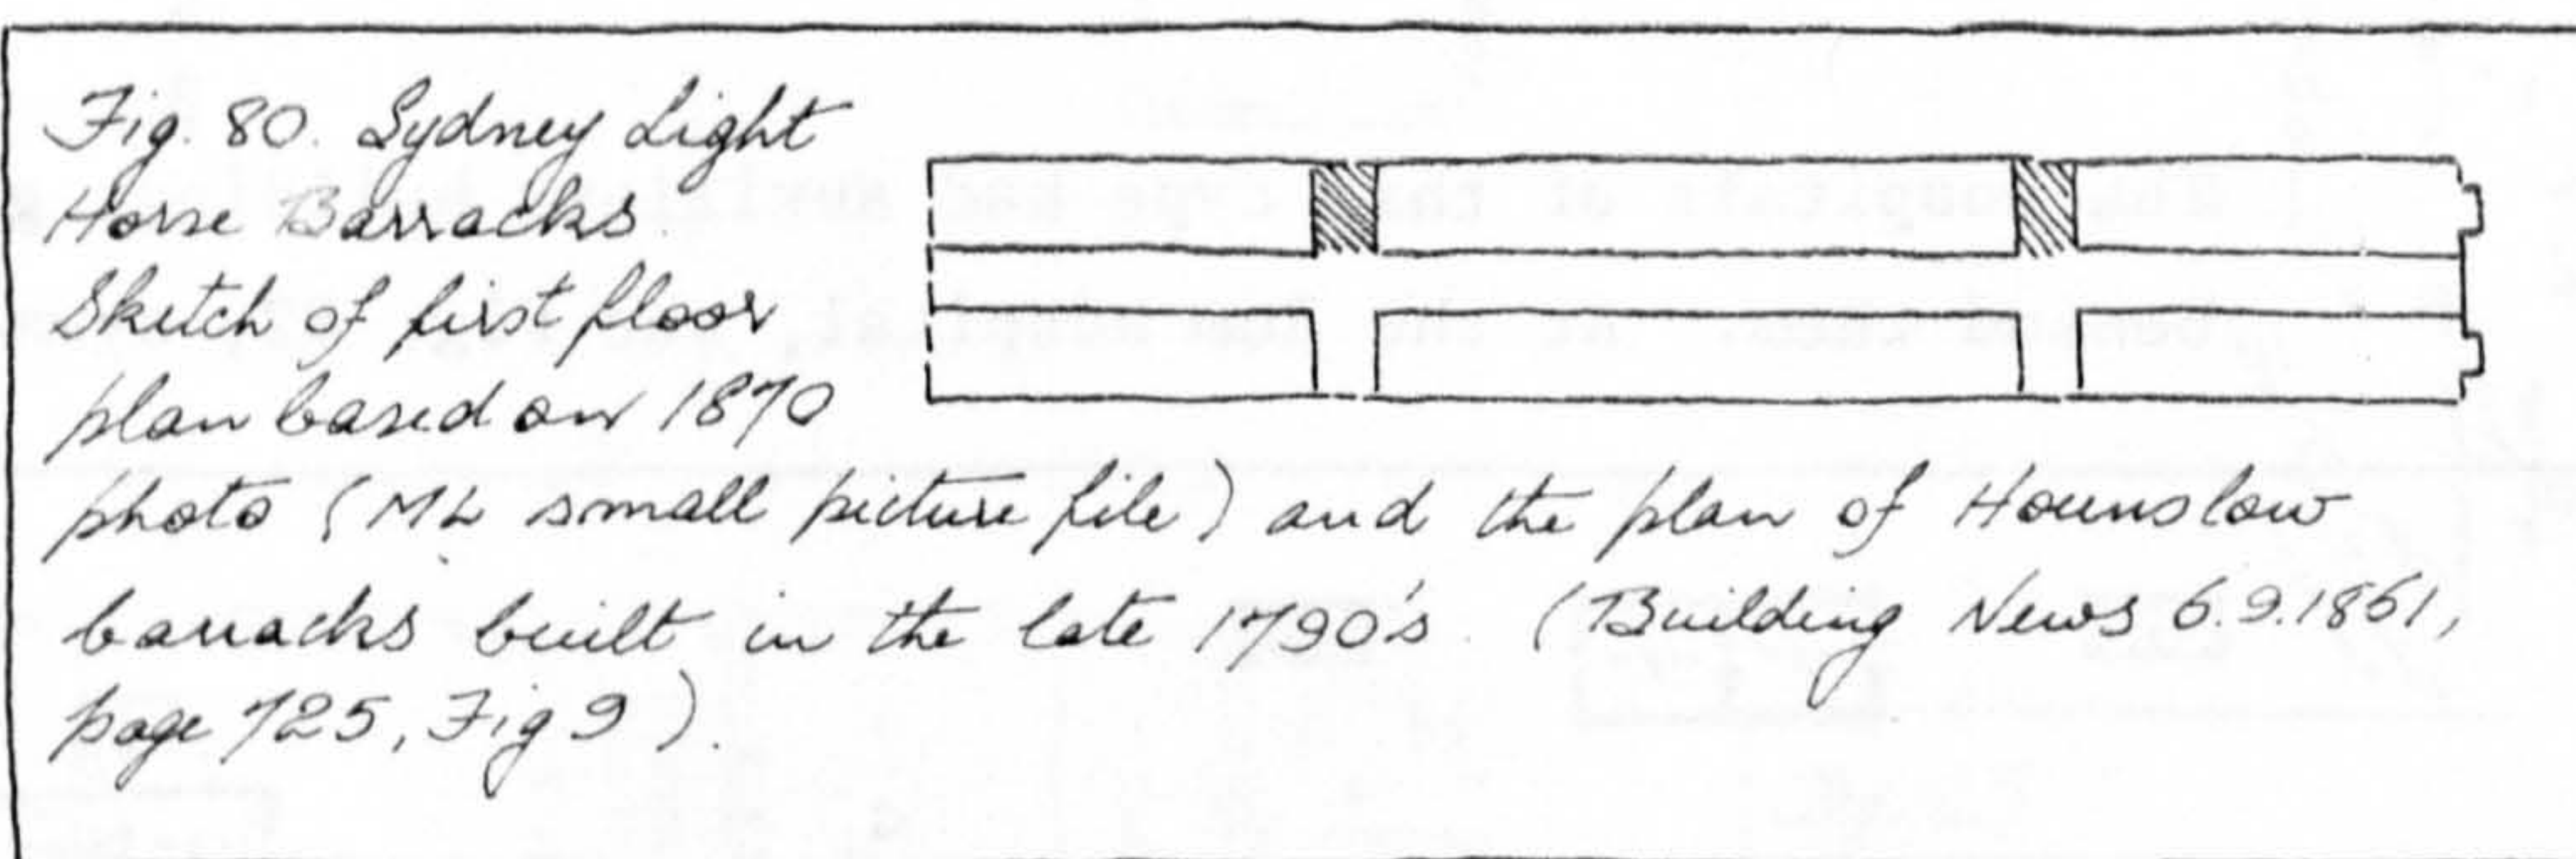 Fig. 80. Sydney Light
Horse Barracks.
Sketch of first floor
plan based on 1870
photo (ML small picture file) and the plan of Hounslow
barracks built in the late 1790's. (Building News 6.9.1861,
page 725, Fig 9).